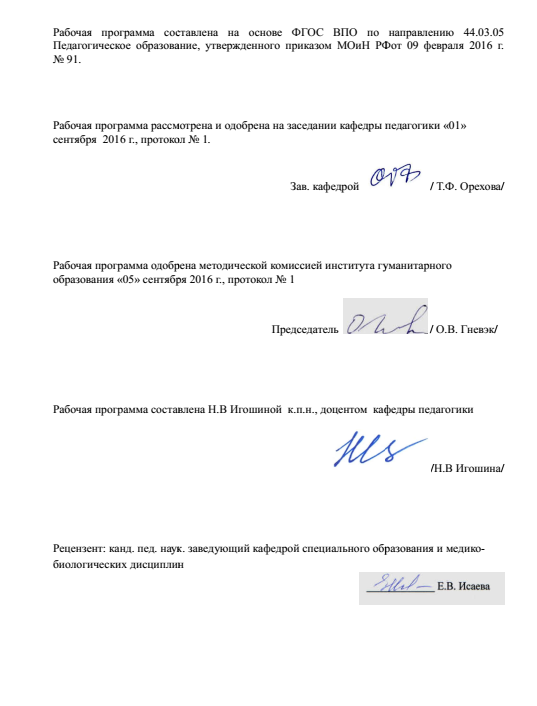 Рабочая программа составлена на основе ФГОС ВПО по направлению 44.03.05
Педагогическое образование, утвержденного приказом МОиН РФот 09 февраля 2016 г.
№ 91.
Рабочая программа рассмотрена и одобрена на заседании кафедры педагогики «01»
сентября 2016 г., протокол № 1.
Зав. кафедрой / Т.Ф. Орехова/
Рабочая программа одобрена методической комиссией института гуманитарного
образования «05» сентября 2016 г., протокол № 1
Председатель / О.В. Гневэк/
Рабочая программа составлена Н.В Игошиной к.п.н., доцентом кафедры педагогики
/Н.В Игошина/
Рецензент: канд. пед. наук. заведующий кафедрой специального образования и медико-
биологических дисциплин
Е.В. Исаева